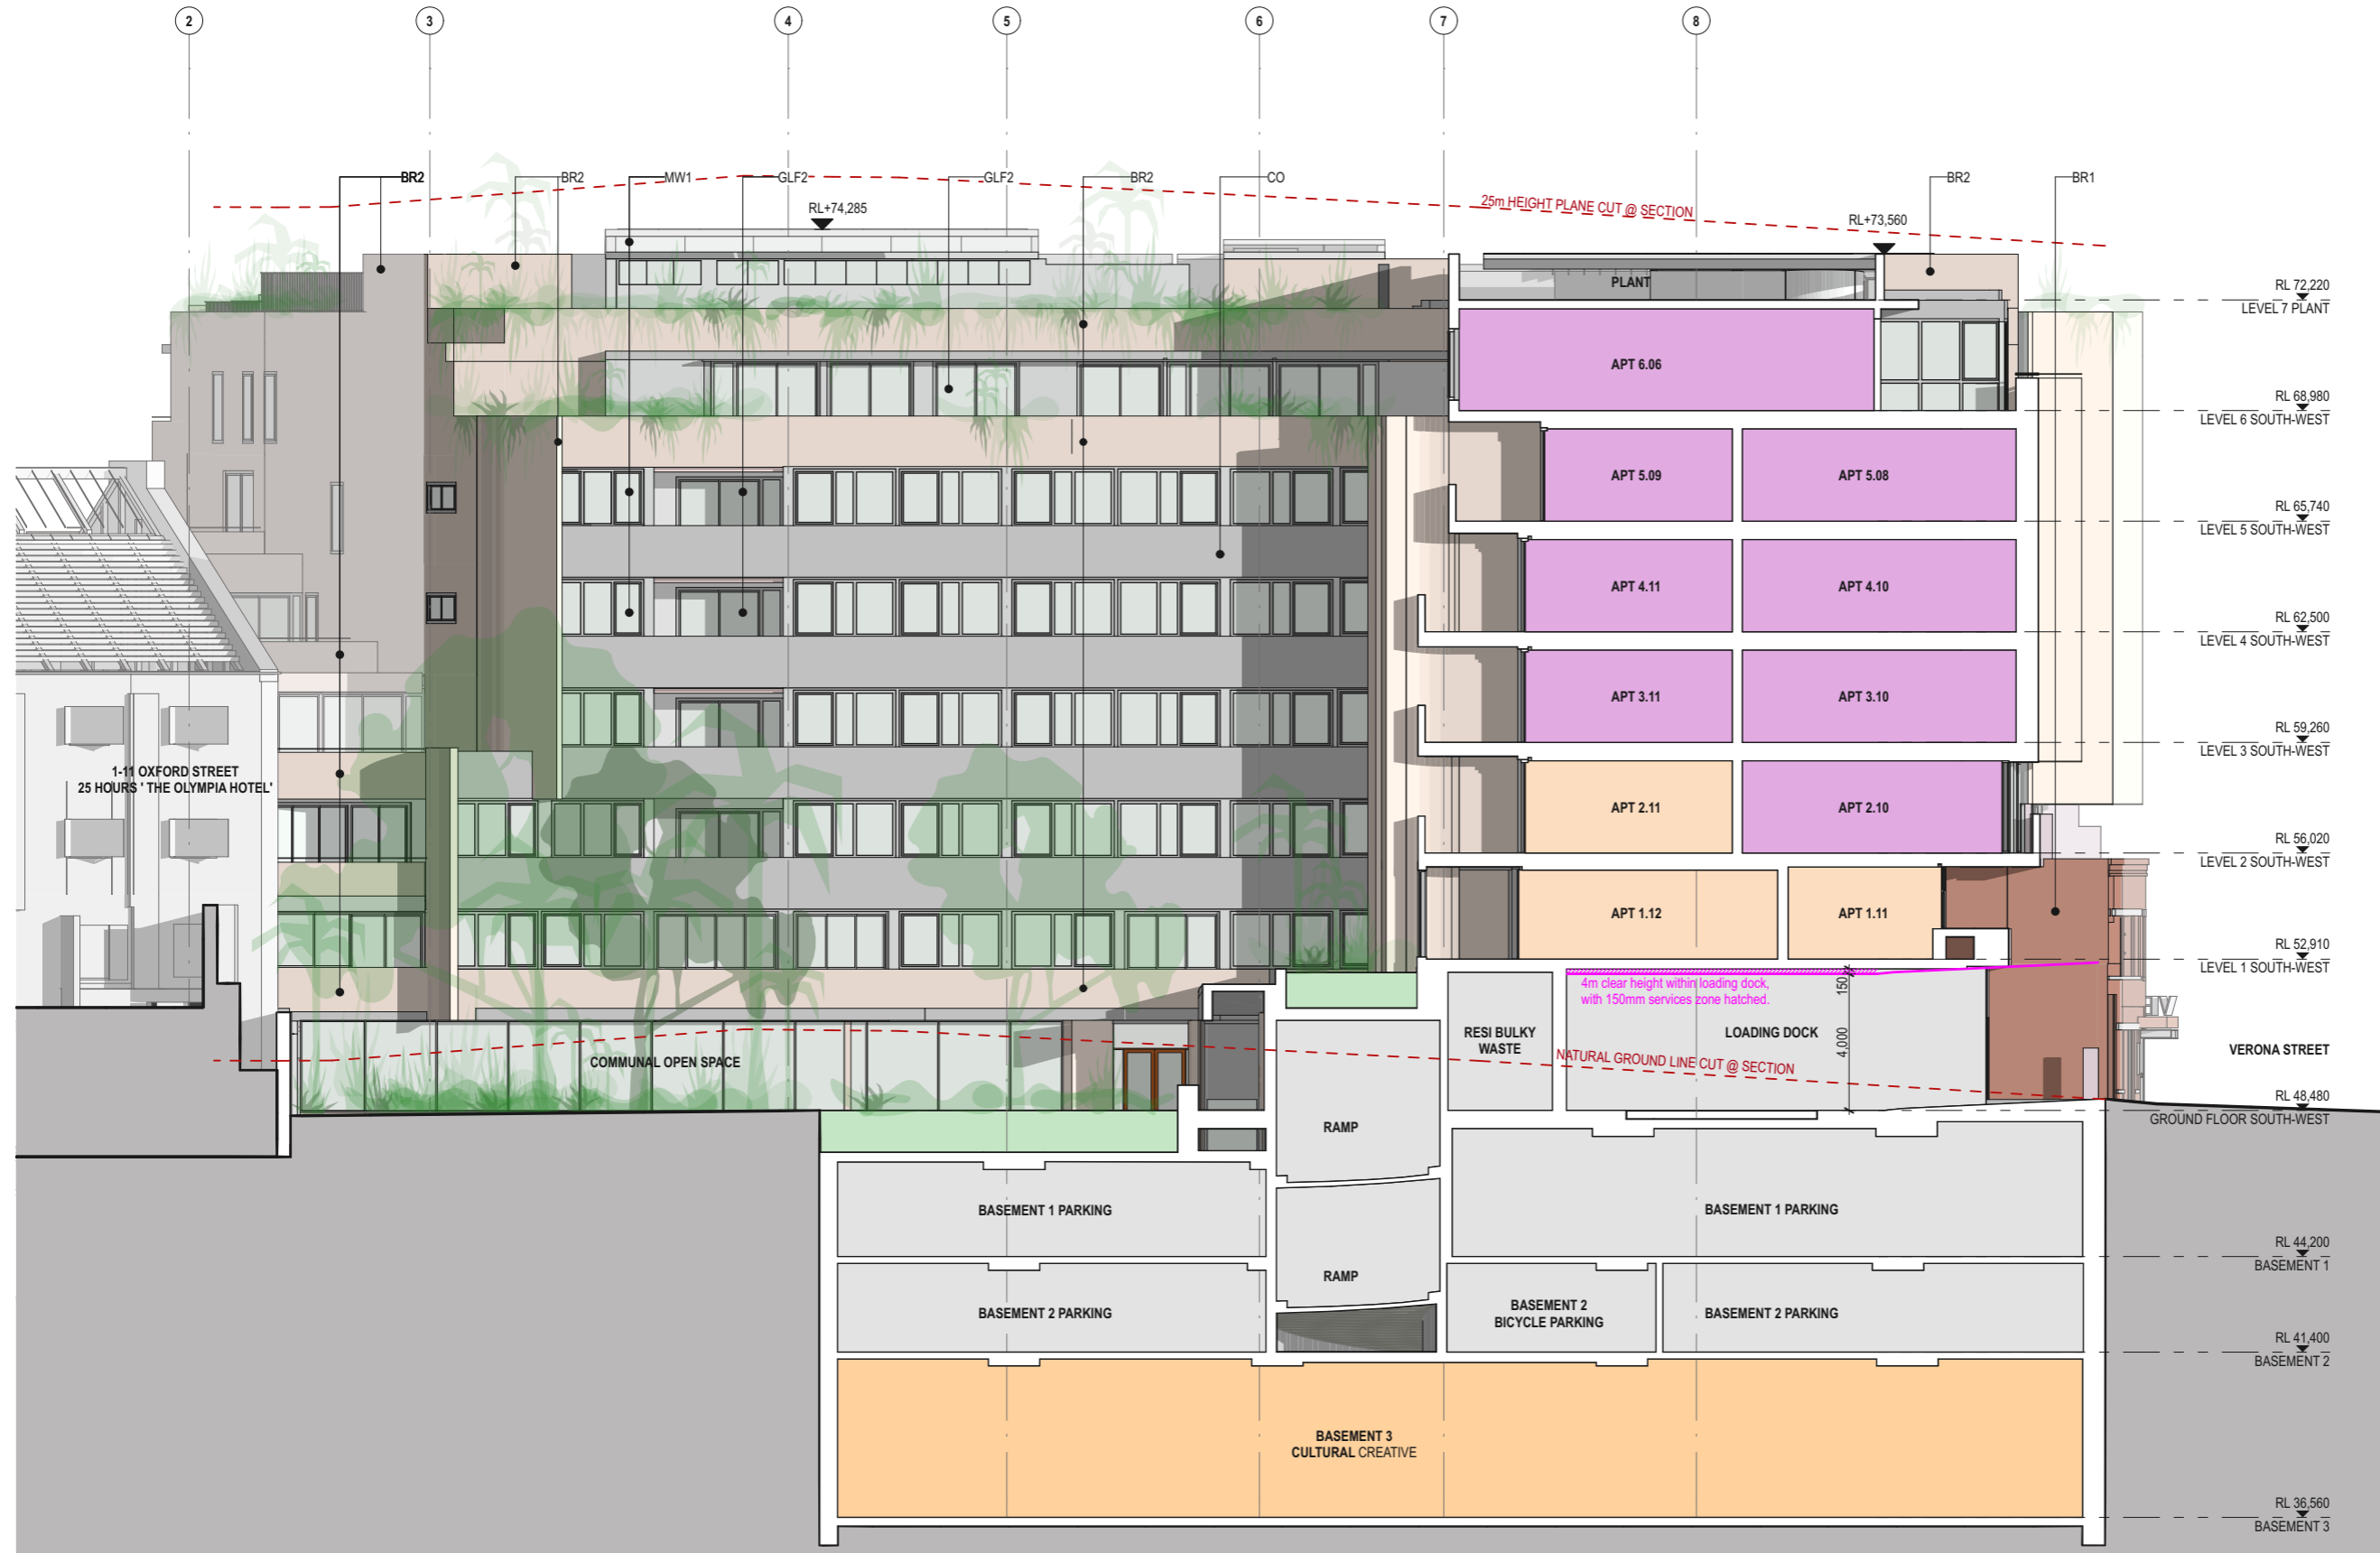 2
3
4
5
6
7
8
BR2
BR2
MW1
GLF2
GLF2
BR2
CO
BR2
BR1
RL+74,285
25m HEIGHT PLANE CUT @ SECTION
RL+73,560
PLANT
RL 72,220
LEVEL 7 PLANT
APT 6.06
RL 68,980
LEVEL 6 SOUTH-WEST
APT 5.09
APT 5.08
RL 65,740
LEVEL 5 SOUTH-WEST
APT 4.11
APT 4.10
RL 62,500
LEVEL 4 SOUTH-WEST
APT 3.11
APT 3.10
RL 59,260
LEVEL 3 SOUTH-WEST
1-11 OXFORD STREET
25 HOURS ' THE OLYMPIA HOTEL'
APT 2.11
APT 2.10
RL 56,020
LEVEL 2 SOUTH-WEST
APT 1.12
APT 1.11
RL 52,910
LEVEL 1 SOUTH-WEST
4m clear height within loading dock,
with 150mm services zone hatched.
150
4,000
RESI BULKY
WASTE
LOADING DOCK
VE
VERONA STREET
COMMUNAL OPEN SPACE
NATURAL GROUND LINE CUT @ SECTION
RL 48,480
GROUND FLOOR SOUTH-WEST
RAMP
BASEMENT 1 PARKING
BASEMENT 1 PARKING
RL 44,200
BASEMENT 1
RAMP
BASEMENT 2 PARKING
BASEMENT 2
BICYCLE PARKING
BASEMENT 2 PARKING
RL 41,400
BASEMENT 2
BASEMENT 3
CULTURAL CREATIVE
RL 36,560
BASEMENT 3